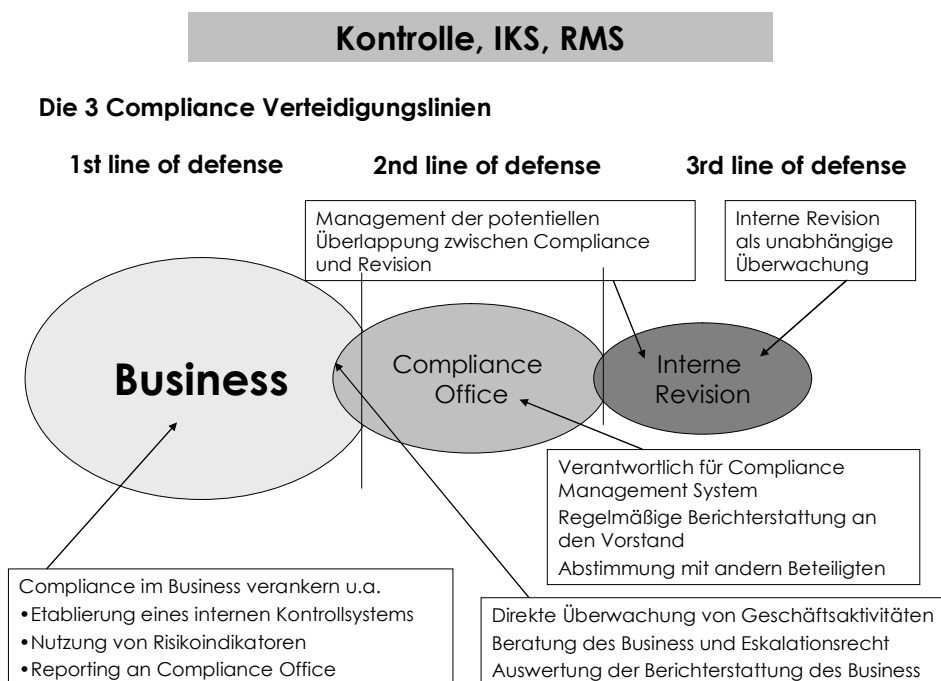 Kontrolle, IKS, RMS
Die 3 Compliance Verteidigungslinien
1st line of defense
2nd line of defense
3rd line of defense
Management der potentiellen
Überlappung zwischen Compliance
und Revision
Interne Revision
als unabhängige
Überwachung
Business
Compliance
Office
Interne
Revision
Verantwortlich für Compliance
Management System
Regelmäßige Berichterstattung an
den Vorstand
Abstimmung mit andern Beteiligten
Compliance im Business verankern u.a.
•Etablierung eines internen Kontrollsystems
•Nutzung von Risikoindikatoren
•Reporting an Compliance Office
Direkte Überwachung von Geschäftsaktivitäten
Beratung des Business und Eskalationsrecht
Auswertung der Berichterstattung des Business